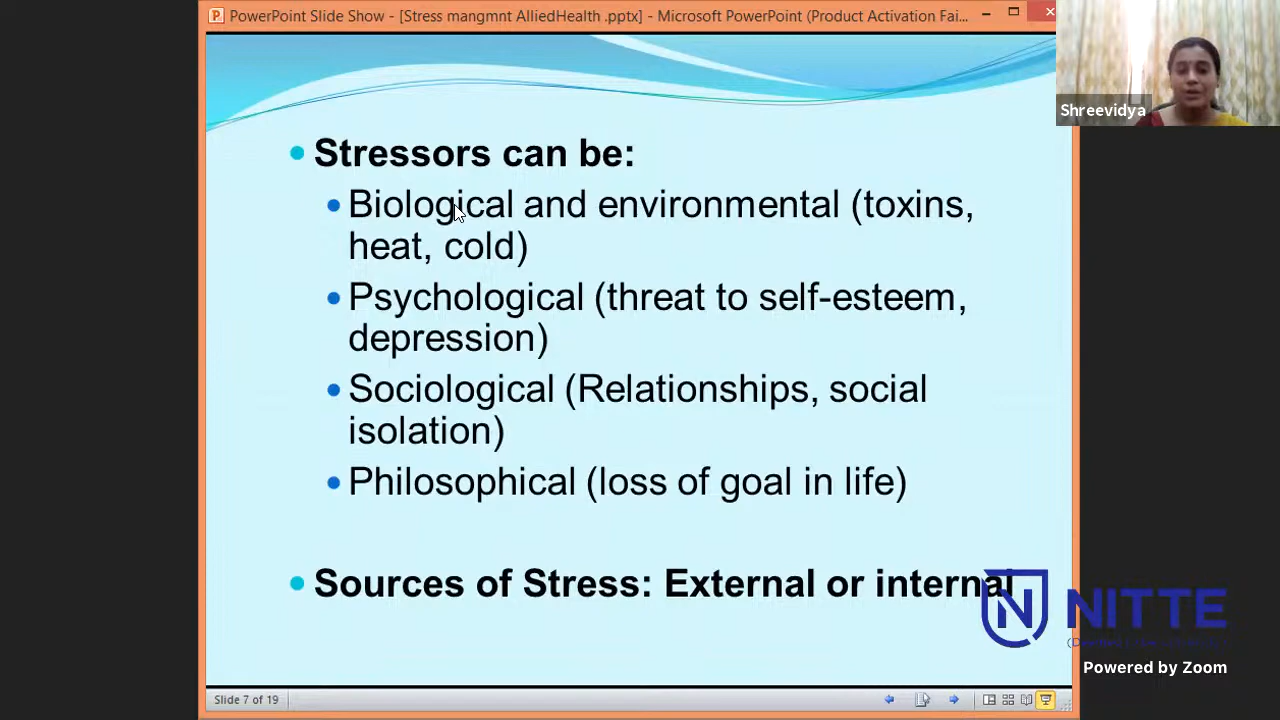 PowerPoint Slide Show - [Stress mangmnt AlliedHealth .pptx] - Microsoft PowerPoint (Product Activation Fai...
Shreevidya
Stressors can be:
Biological and environmental (toxins,
heat, cold)
Psychological (threat to self-esteem,
depression)
Sociological (Relationships, social
isolation)
Philosophical (loss of goal in life)
Sources of Stress: External or internal
NITTE
Powered by Zoom
Slide 7 of 19